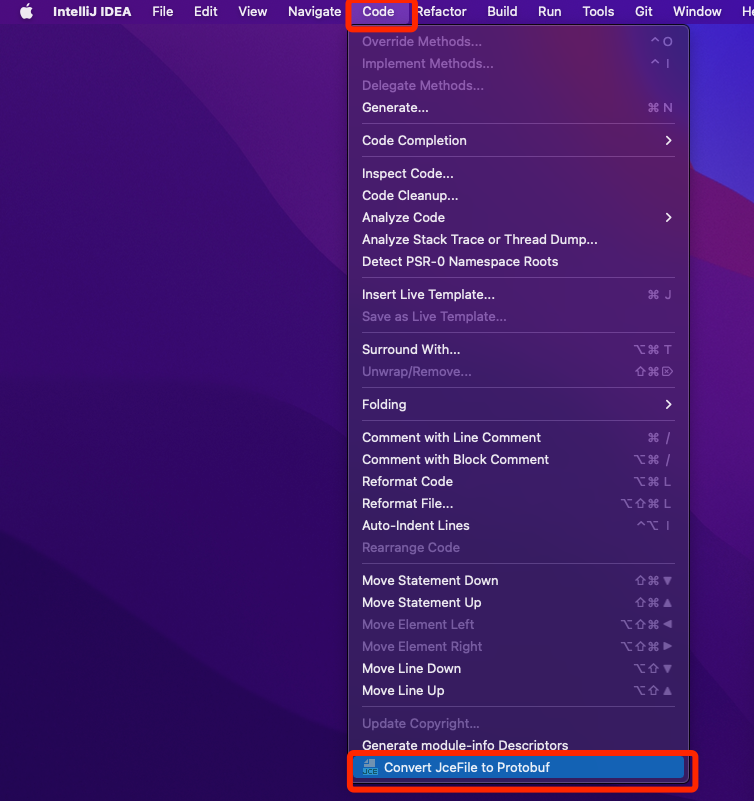 IntelliJ IDEA File Edit View Navigate Code Refactor Build Run Tools Git Window
Override Methods... ^ O
Implement Methods... ^ I
Delegate Methods...
Generate... ⌘ N
Code Completion
Inspect Code...
Code Cleanup...
Analyze Code
Analyze Stack Trace or Thread Dump...
Detect PSR-0 Namespace Roots
Insert Live Template... ⌘ J
Save as Live Template...
Surround With... ⌥⌘ T
Unwrap/Remove... ⇧⌘⌦
Folding
Comment with Line Comment ⌘ /
Comment with Block Comment ⌥⌘ /
Reformat Code ⌥⌘ L
Reformat File... ⌥⇧⌘ L
Auto-Indent Lines ^⌥ I
Rearrange Code
Move Statement Down ⇧⌘▼
Move Statement Up ⇧⌘▲
Move Element Left ⌥⇧⌘◀
Move Element Right ⌥⇧⌘▶
Move Line Down ⌥⇧▼
Move Line Up ⌥⇧▲
Update Copyright...
Generate module-info Descriptors
JCE Convert JceFile to Protobuf